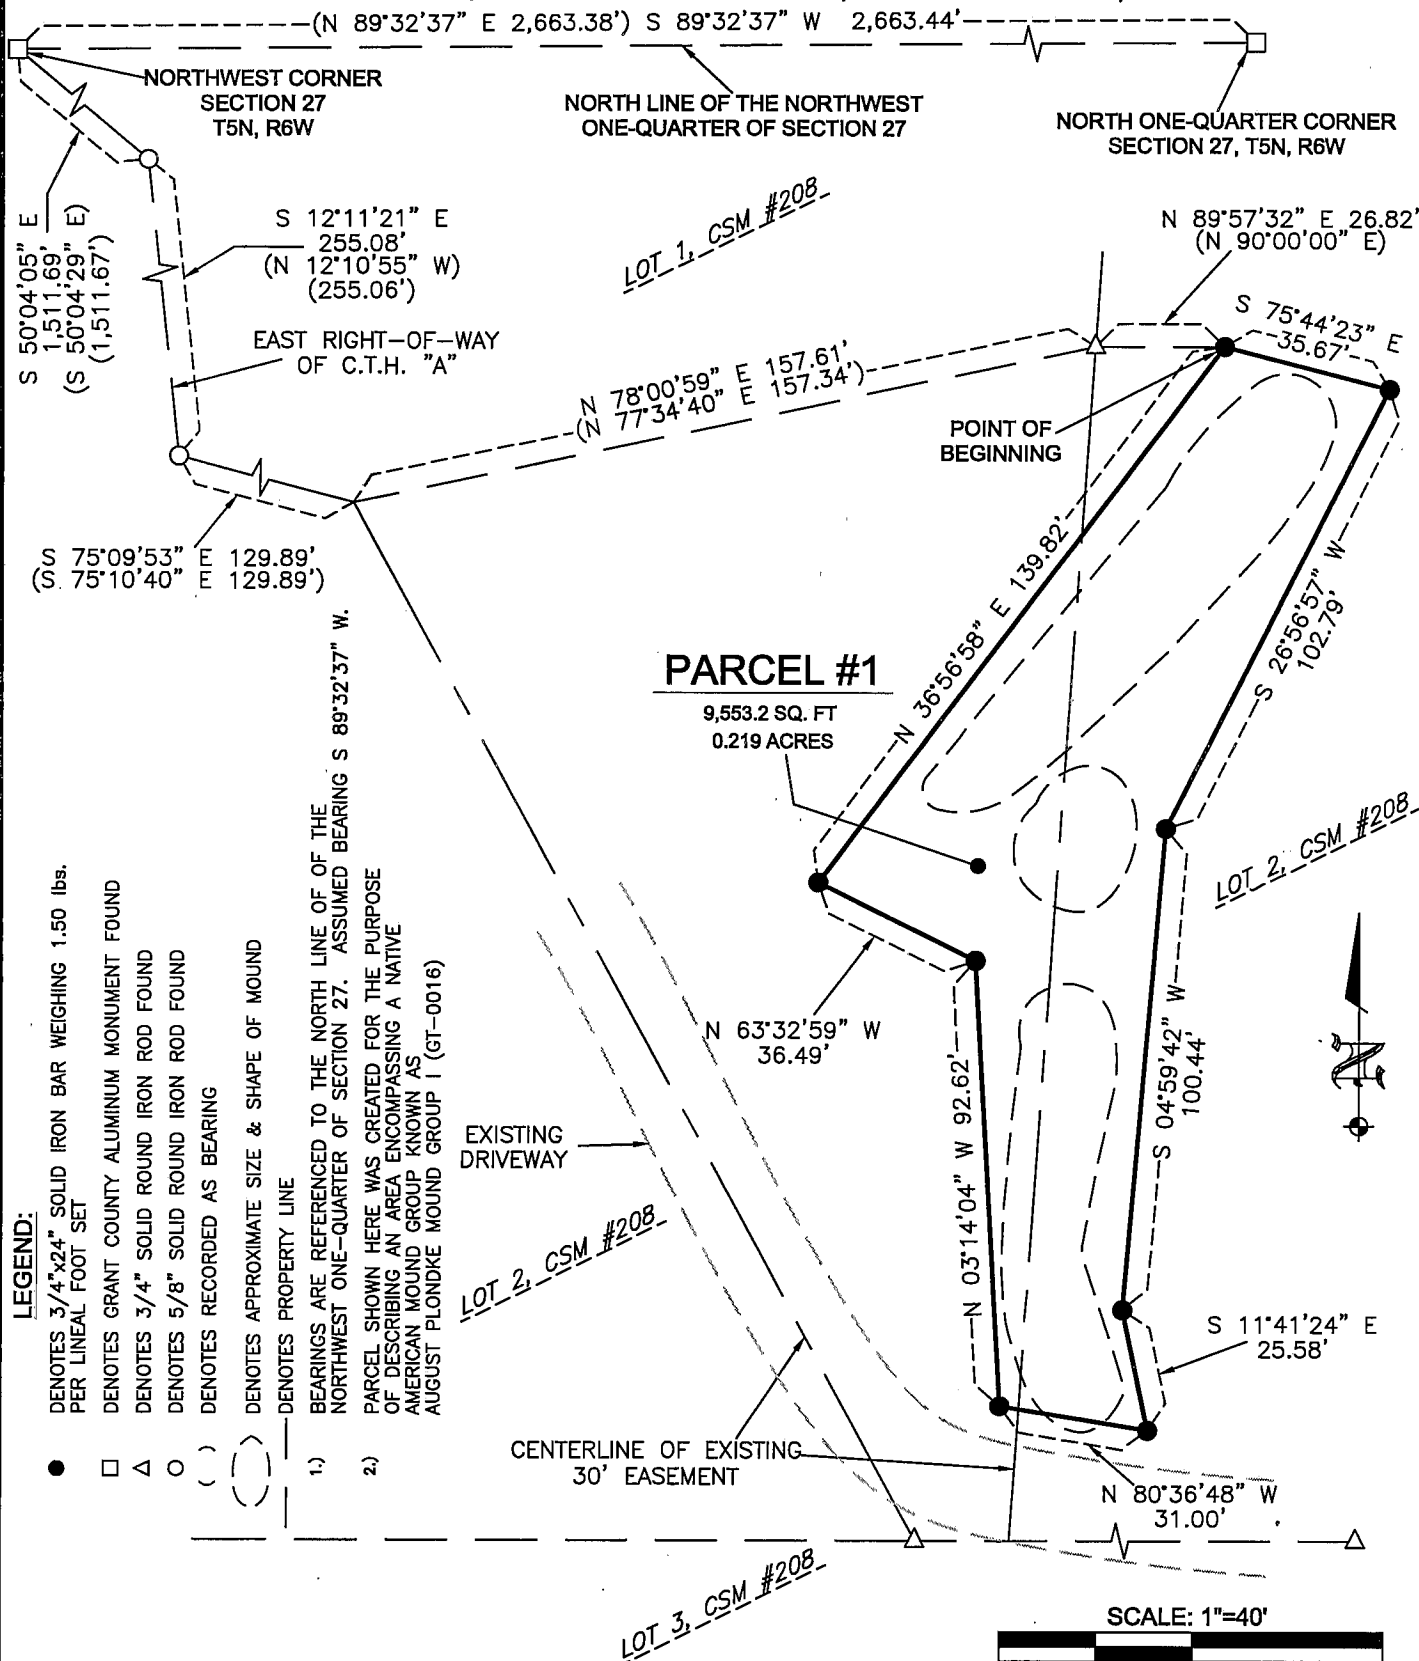 (N 89°32'37" E 2,663.38') S 89°32'37" W 2,663.44'
NORTHWEST CORNER
SECTION 27
T5N, R6W
NORTH LINE OF THE NORTHWEST
ONE-QUARTER OF SECTION 27
NORTH ONE-QUARTER CORNER
SECTION 27, T5N, R6W
S 50°04'05" E
1,511.69'
(S 50°04'29" E)
(1,511.67')
S 12°11'21" E
255.08'
(N 12°10'55" W)
(255.06')
EAST RIGHT-OF-WAY
OF C.T.H. "A"
LOT 1, CSM #208
N 89°57'32" E 26.82'
(N 90°00'00" E)
S 75°44'23" E
35.67'
N 78°00'59" E 157.61'
(N 77°34'40" E 157.34')
POINT OF
BEGINNING
S 75°09'53" E 129.89'
(S. 75°10'40" E 129.89')
N 36°56'58" E 139.82'
S 26°56'57" W
102.79'
PARCEL #1
9,553.2 SQ. FT
0.219 ACRES
LOT 2, CSM #208
N 63°32'59" W
36.49'
S 04°59'42" W
100.44'
N 03°14'04" W 92.62'
EXISTING
DRIVEWAY
LOT 2, CSM #208
S 11°41'24" E
25.58'
CENTERLINE OF EXISTING
30' EASEMENT
N 80°36'48" W
31.00'
LOT 3, CSM #208
SCALE: 1"=40'
N
LEGEND:
DENOTES 3/4"x24" SOLID IRON BAR WEIGHING 1.50 lbs.
PER LINEAL FOOT SET
DENOTES GRANT COUNTY ALUMINUM MONUMENT FOUND
DENOTES 3/4" SOLID ROUND IRON ROD FOUND
DENOTES 5/8" SOLID ROUND IRON ROD FOUND
( ) DENOTES RECORDED AS BEARING
DENOTES APPROXIMATE SIZE & SHAPE OF MOUND
DENOTES PROPERTY LINE
1.) BEARINGS ARE REFERENCED TO THE NORTH LINE OF OF THE
NORTHWEST ONE-QUARTER OF SECTION 27. ASSUMED BEARING S 89°32'37" W.
2.) PARCEL SHOWN HERE WAS CREATED FOR THE PURPOSE
OF DESCRIBING AN AREA ENCOMPASSING A NATIVE
AMERICAN MOUND GROUP KNOWN AS
AUGUST PLONDKE MOUND GROUP I (GT-0016)